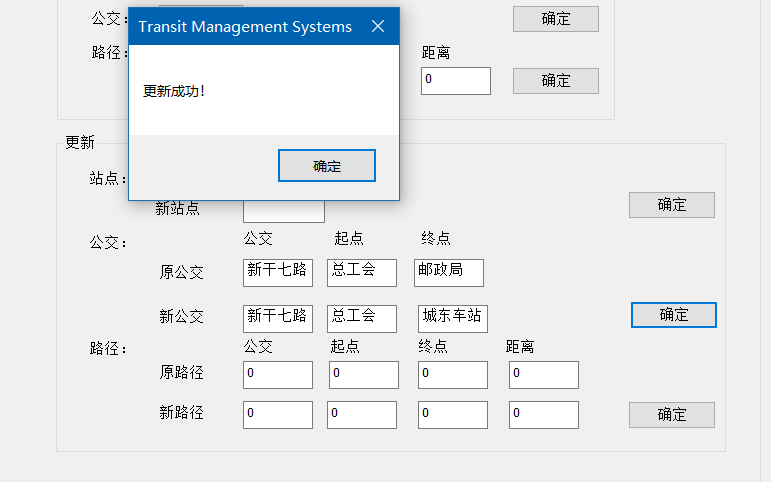 公交：
Transit Management Systems
确定
路径：
距离
0
确定
更新成功！
确定
更新
站点：
新站点
确定
公交：
公交 起点 终点
原公交 新干七路 总工会 邮政局
新公交 新干七路 总工会 城东车站 确定
路径：
公交 起点 终点 距离
原路径 0 0 0 0
新路径 0 0 0 0 确定